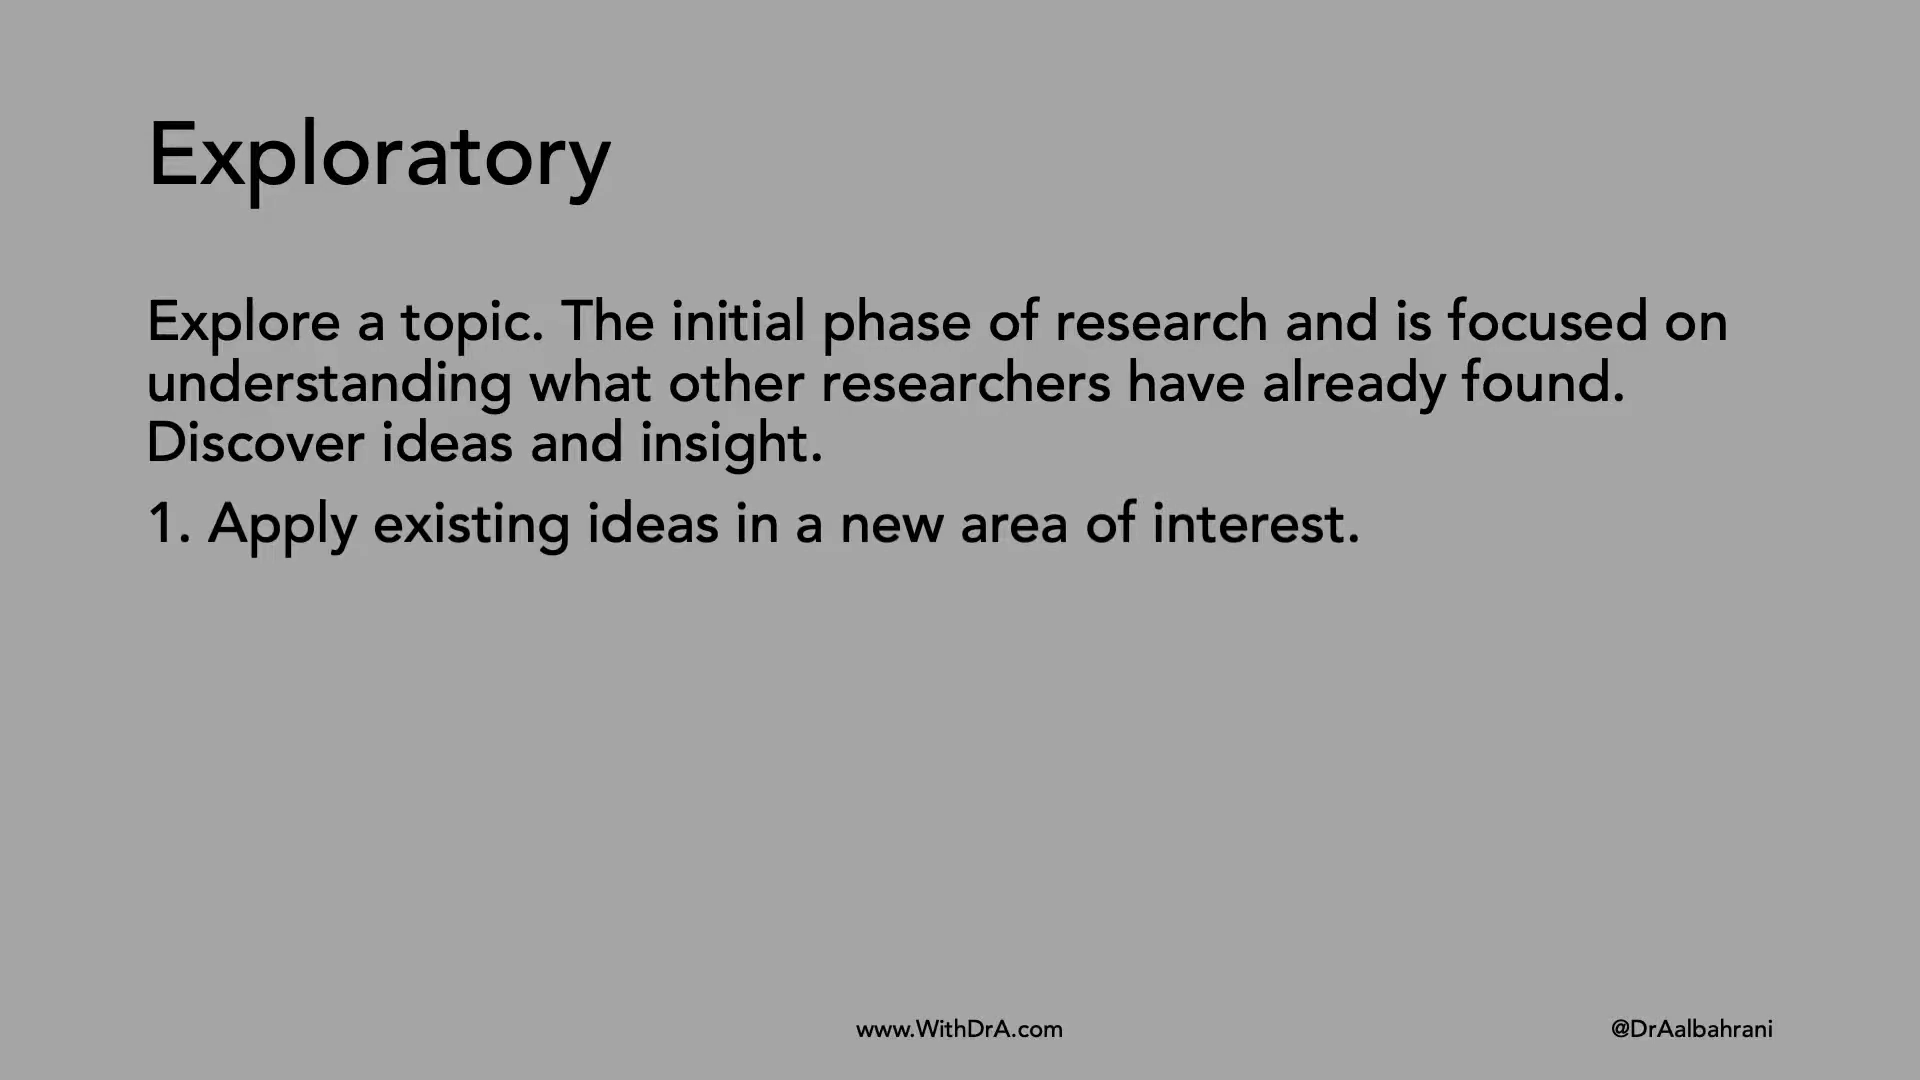 Exploratory
Explore a topic. The initial phase of research and is focused on
understanding what other researchers have already found.
Discover ideas and insight.
1. Apply existing ideas in a new area of interest.
www.WithDrA.com
@DrAalbahrani